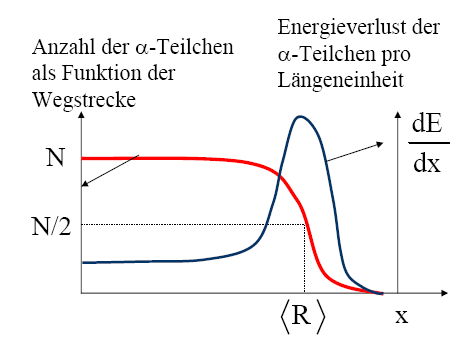 Anzahl der α-Teilchen
als Funktion der
Wegstrecke
Energieverlust der
α-Teilchen pro
Längeneinheit
N
N/2
dE
dx
⟨R⟩
x